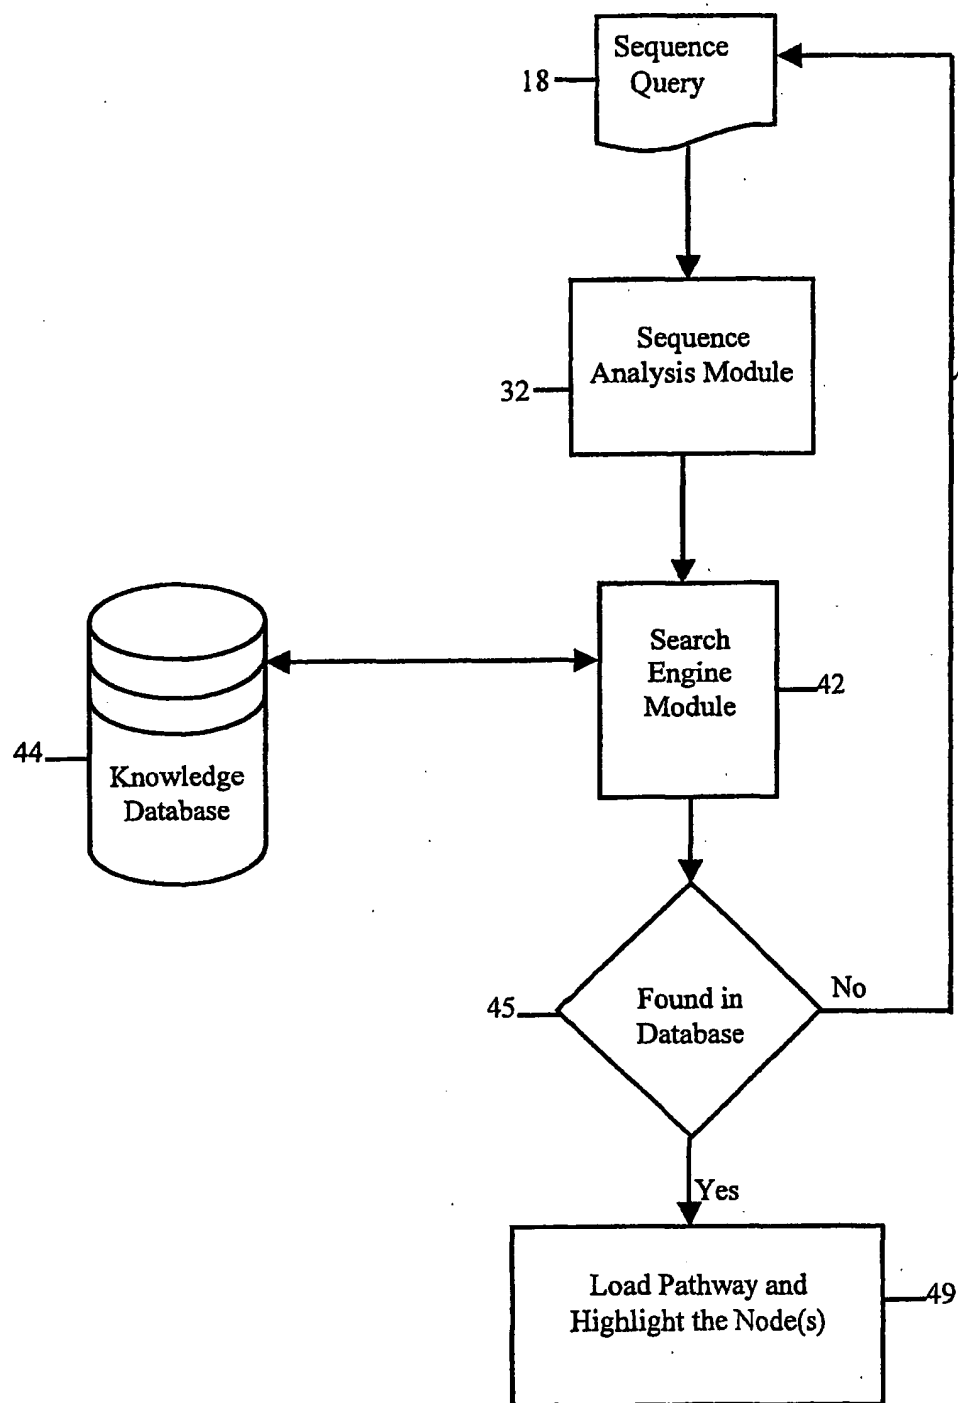 Sequence
Query
18
Sequence
Analysis Module
32
Search
Engine
Module
42
44
Knowledge
Database
No
45
Found in
Database
Yes
Load Pathway and
Highlight the Node(s)
49